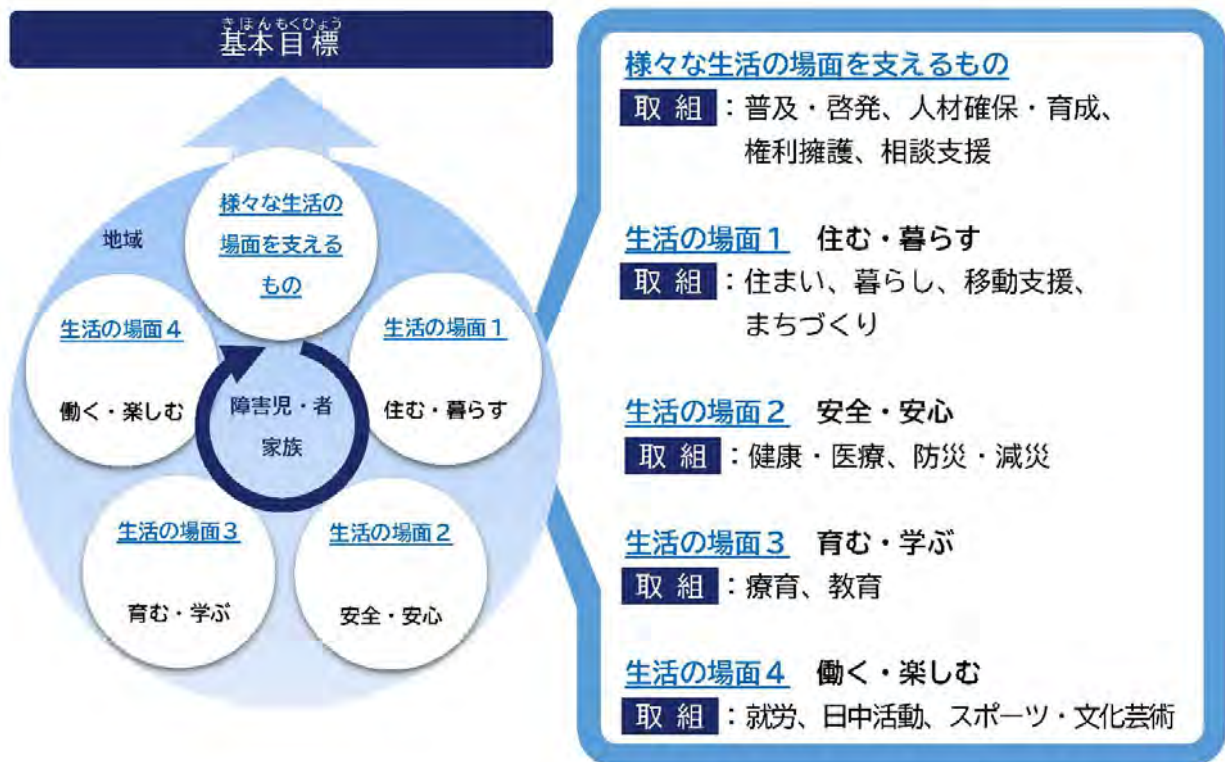 きほんもくひょう
基本目標
地域
様々な生活の
場面を支える
もの
生活の場面1
住む・暮らす
生活の場面2
安全・安心
生活の場面3
育む・学ぶ
生活の場面4
働く・楽しむ
障害児・者
家族
様々な生活の場面を支えるもの
取組：普及・啓発、人材確保・育成、
権利擁護、相談支援
生活の場面1 住む・暮らす
取組：住まい、暮らし、移動支援、
まちづくり
生活の場面2 安全・安心
取組：健康・医療、防災・減災
生活の場面3 育む・学ぶ
取組：療育、教育
生活の場面4 働く・楽しむ
取組：就労、日中活動、スポーツ・文化芸術